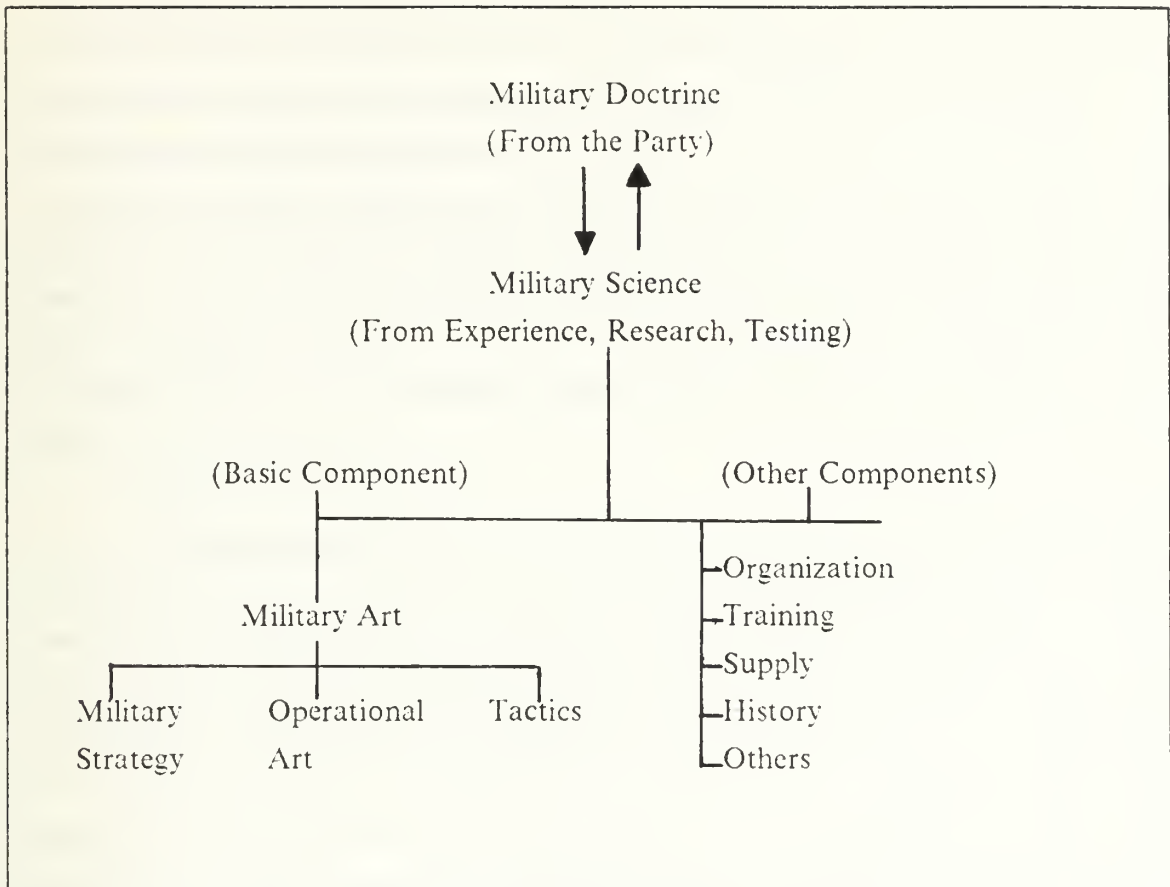 Military Doctrine
(From the Party)
Military Science
(From Experience, Research, Testing)
(Basic Component)
(Other Components)
Military Art
Military
Strategy
Operational
Art
Tactics
Organization
Training
Supply
History
Others